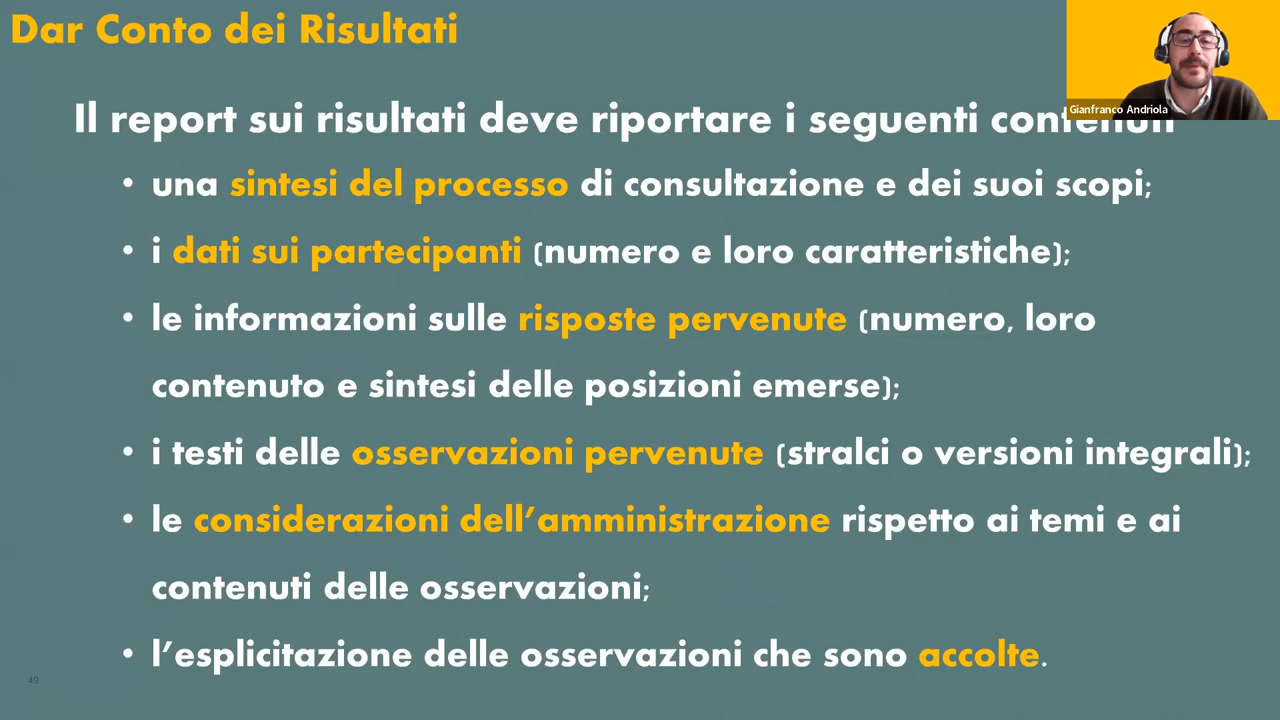 Dar Conto dei Risultati
Gianfranco Andriola
Il report sui risultati deve riportare i seguenti contenuti
• una sintesi del processo di consultazione e dei suoi scopi;
• i dati sui partecipanti (numero e loro caratteristiche);
• le informazioni sulle risposte pervenute (numero, loro
contenuto e sintesi delle posizioni emerse);
• i testi delle osservazioni pervenute (stralci o versioni integrali);
• le considerazioni dell’amministrazione rispetto ai temi e ai
contenuti delle osservazioni;
• l’esplicitazione delle osservazioni che sono accolte.
49